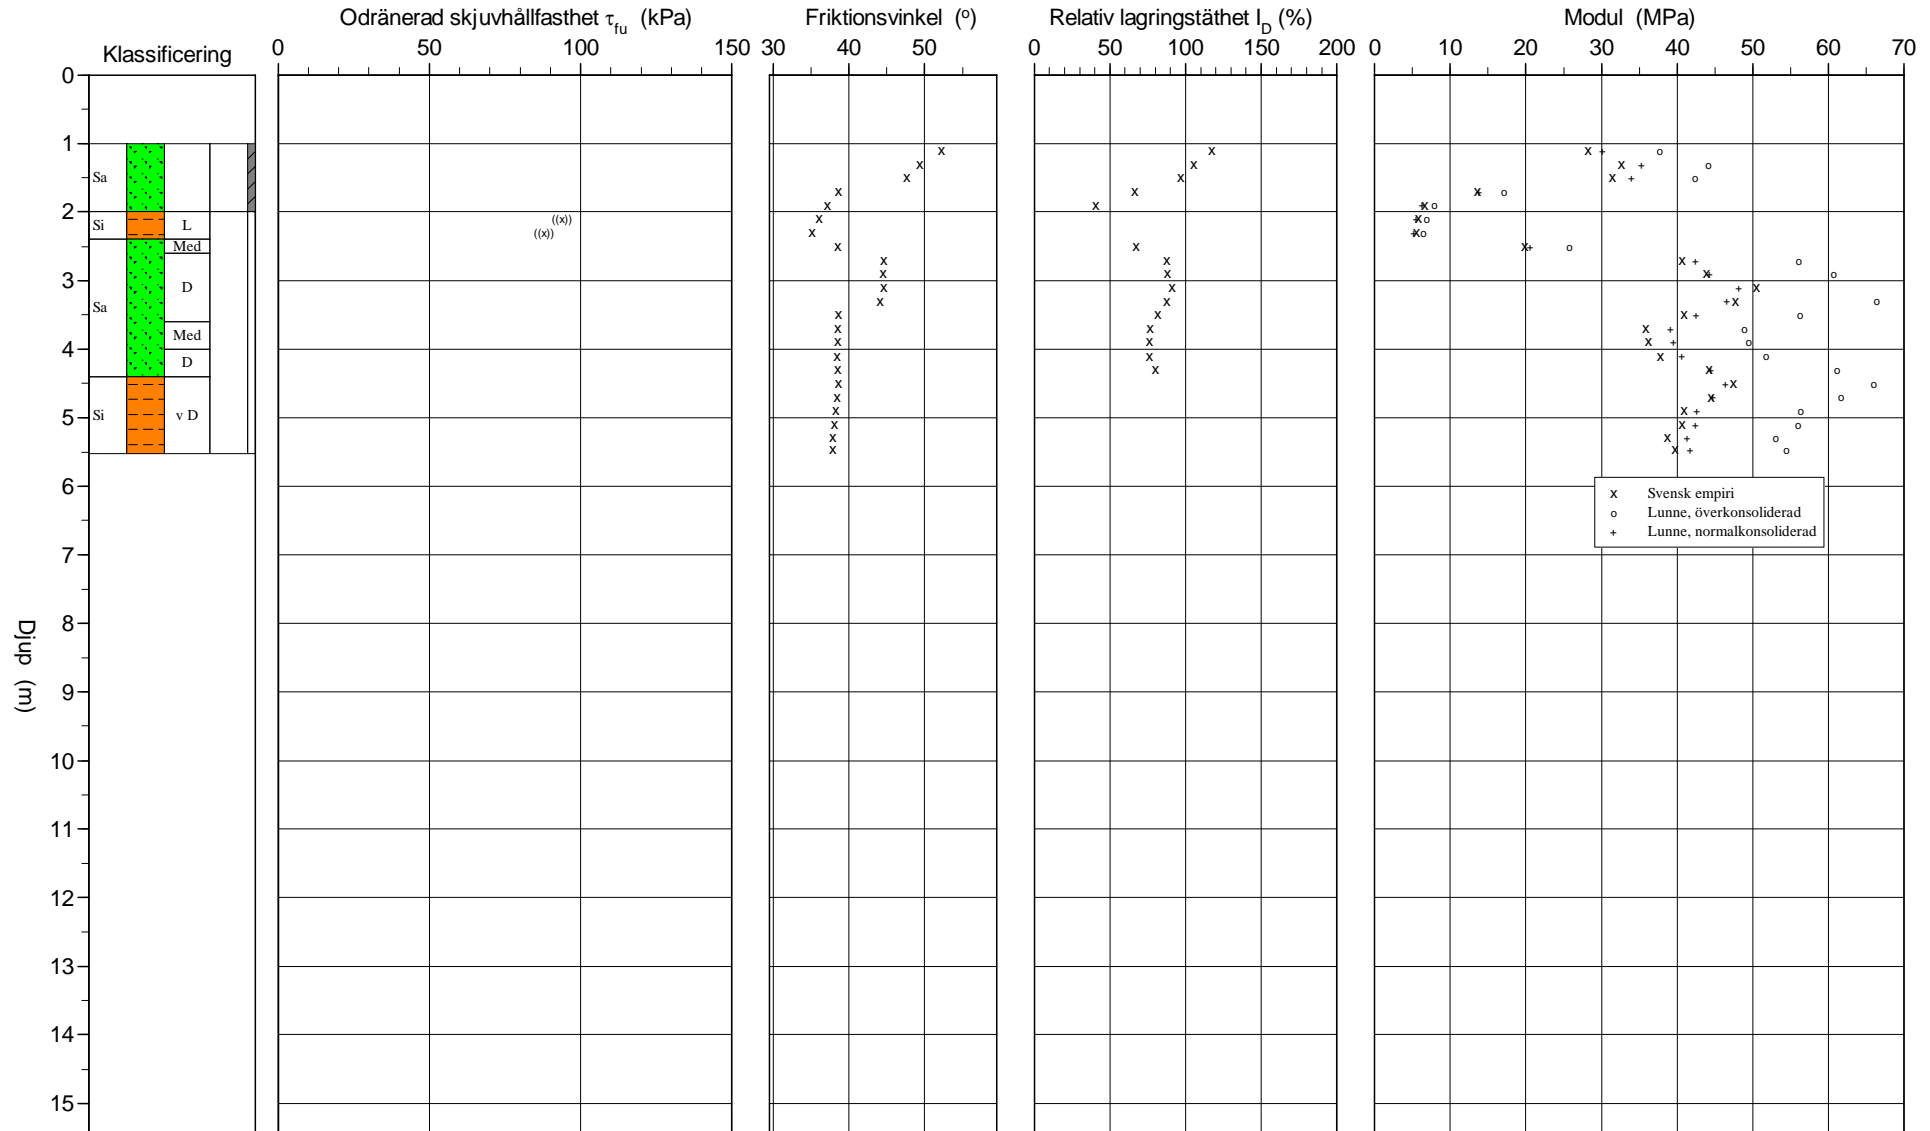 Odränerad skjuvhållfasthet τfu (kPa)
Friktionsvinkel (o)
Relativ lagringstäthet ID (%)
Modul (MPa)
Klassificering
0 50 100 150
30 40 50
0 50 100 150 200
0 10 20 30 40 50 60 70
0
1
Sa
2
Si L
((x))
((x))
Med
3
D
Sa
Med
4
D
5
Si v D
6
x Svensk empiri
o Lunne, överkonsoliderad
+ Lunne, normalkonsoliderad
7
8
Djup (m)
9
10
11
12
13
14
15